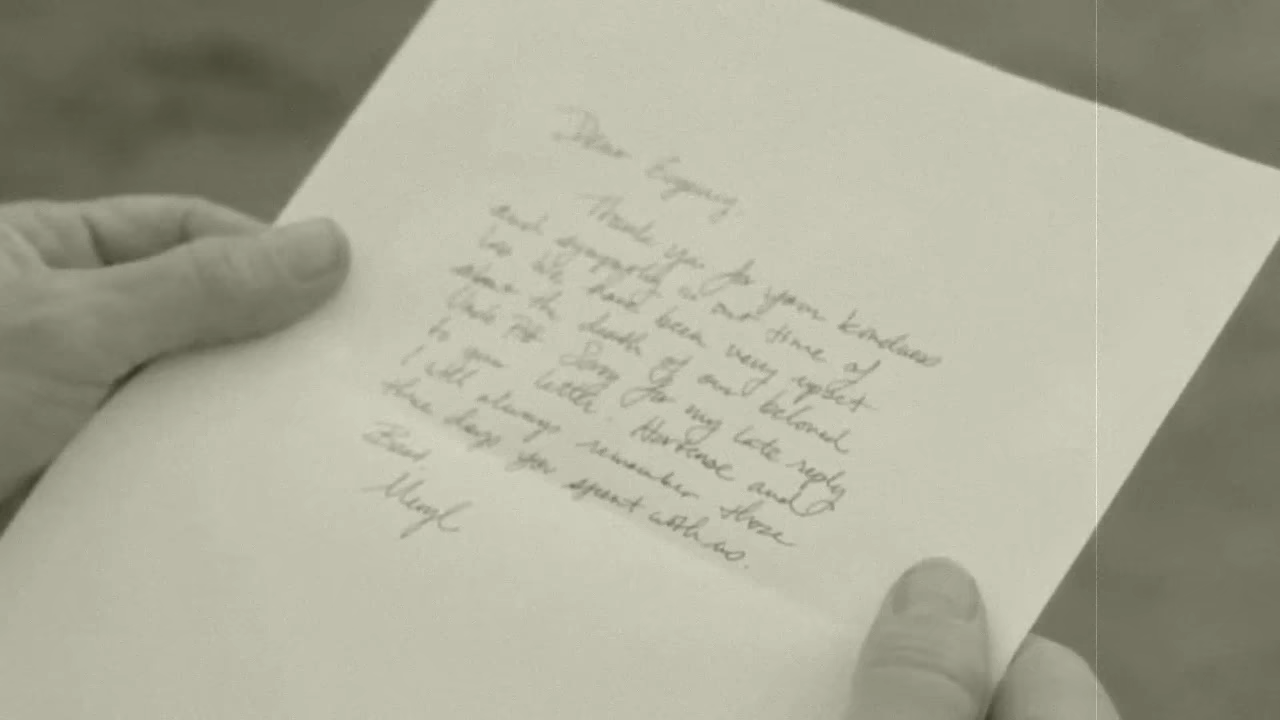 Dear
Thank you for your kindness
and sympathy in our time of
loss. We have been very upset
since the death of our beloved
Uncle Pat. Sorry for my late reply
to your letter. Hortense and
I will always remember those
three days you spent with us.
Best,
Meryl